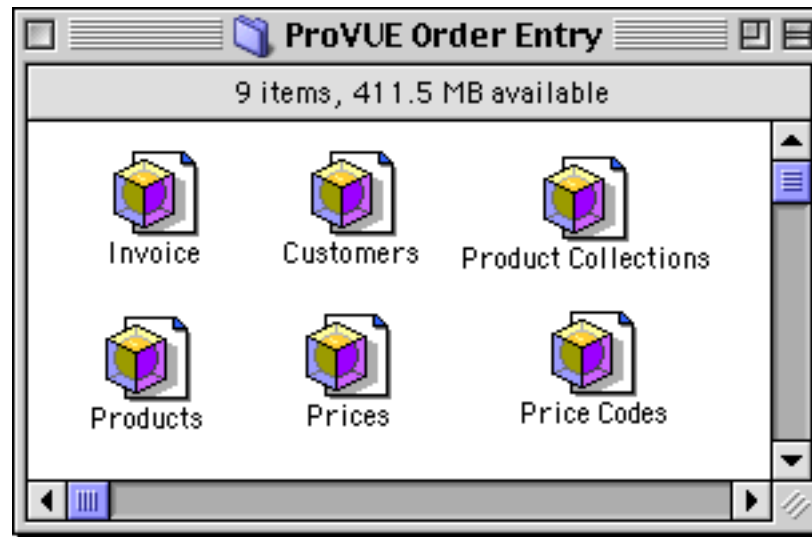 ProVUE Order Entry
9 items, 411.5 MB available
Invoice
Customers
Product Collections
Products
Prices
Price Codes